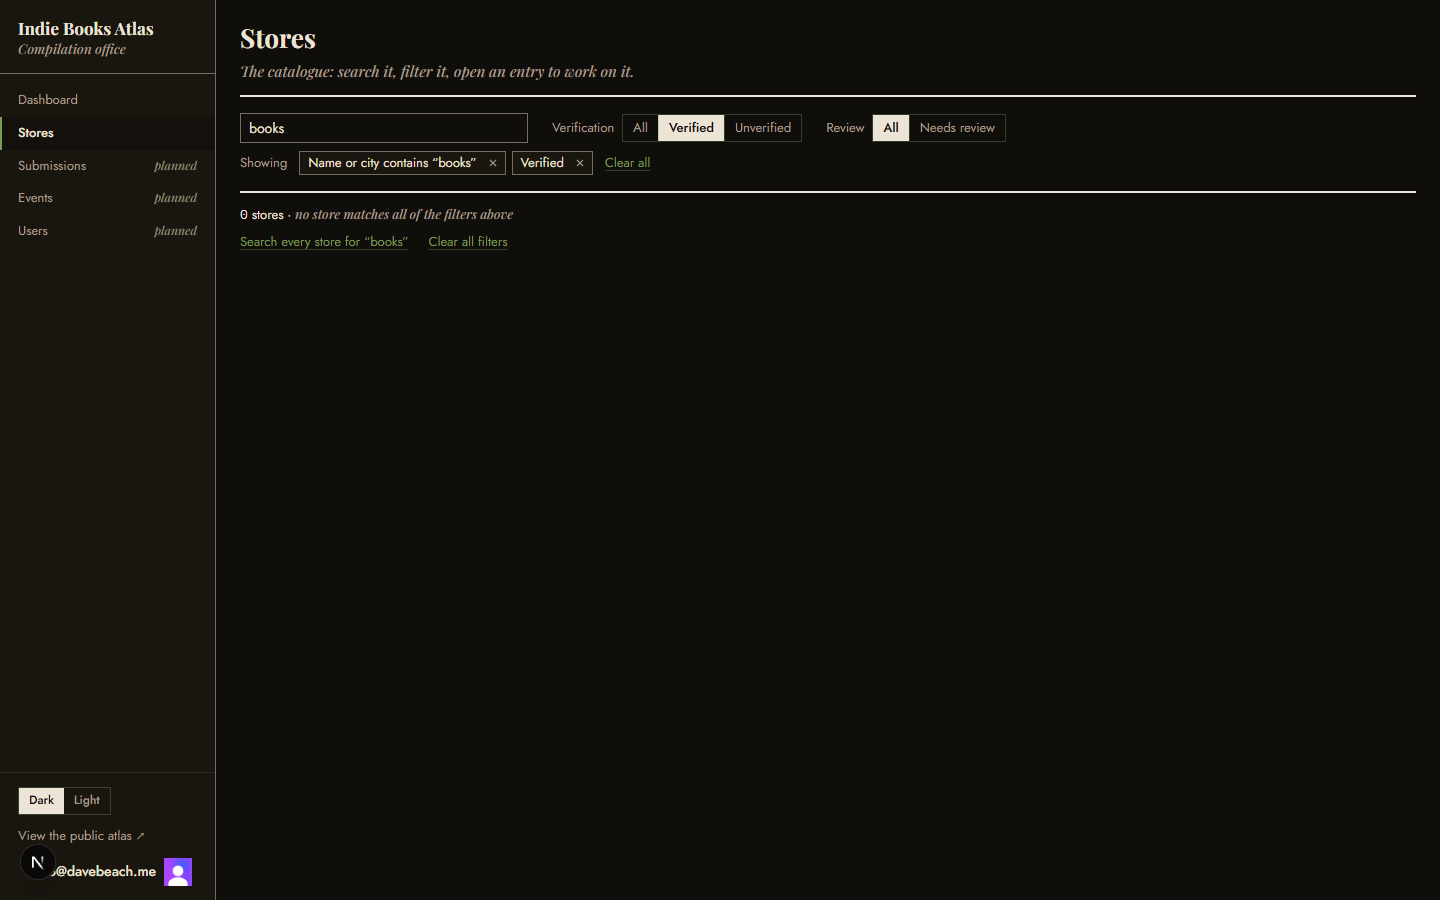 Indie Books Atlas
Compilation office
Dashboard
Stores
Submissions planned
Events planned
Users planned
Dark Light
View the public atlas ↗
N @davebeach.me
Stores
The catalogue: search it, filter it, open an entry to work on it.
books Verification All Verified Unverified Review All Needs review
Showing Name or city contains “books” × Verified × Clear all
0 stores · no store matches all of the filters above
Search every store for “books” Clear all filters